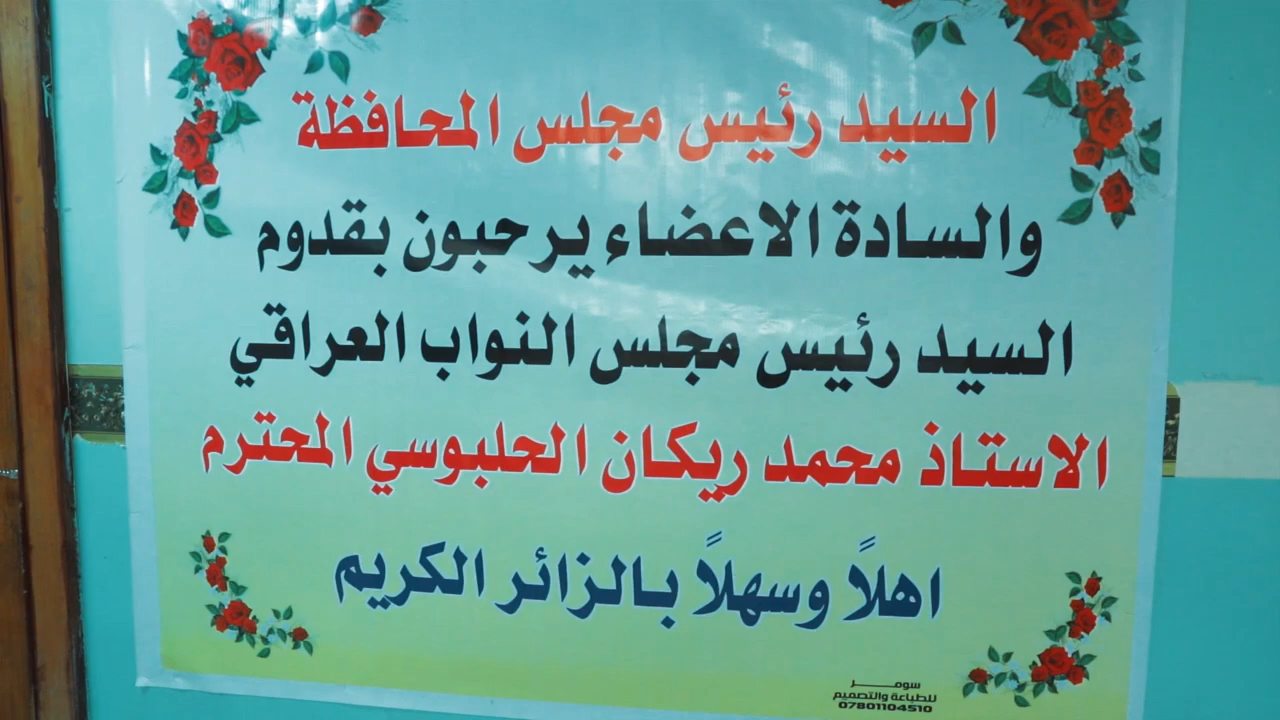 السيد رئيس مجلس المحافظة
والسادة الاعضاء يرحبون بقدوم
السيد رئيس مجلس النواب العراقي
الاستاذ محمد ريكان الحلبوسي المحترم
اهلاً وسهلاً بالزائر الكريم
سومر
للطباعة والتصميم
07801104510